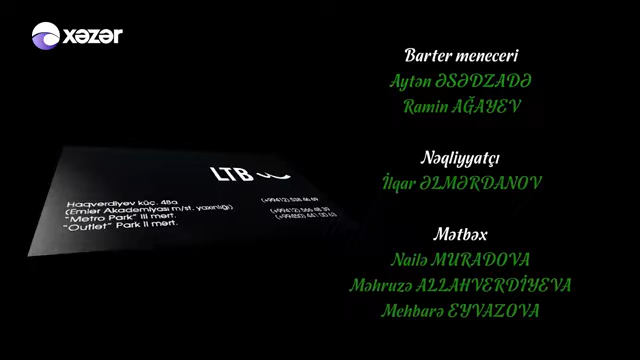 xəzər
Barter meneceri
Aytən ƏSƏDZADƏ
Ramin AĞAYEV
Nəqliyyatçı
İlqar ƏLMƏRDANOV
Mətbəx
Nailə MURADOVA
Məhruzə ALLAHVERDİYEVA
Mehbarə EYVAZOVA
LTB
Haqverdiyev küç. 48a
(Emlər Akademiyası m/st. yaxınlığı)
"Metro Park" III mərt.
"Outlet" Park II mərt.